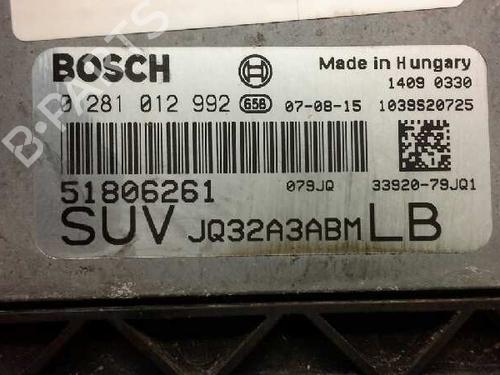 B-PARTS
BOSCH
Made in Hungary
1409 0330
0 281 012 992 658 07-08-15 1039S20725
51806261 079JQ 33920-79JQ1
SUV JQ32A3ABM LB